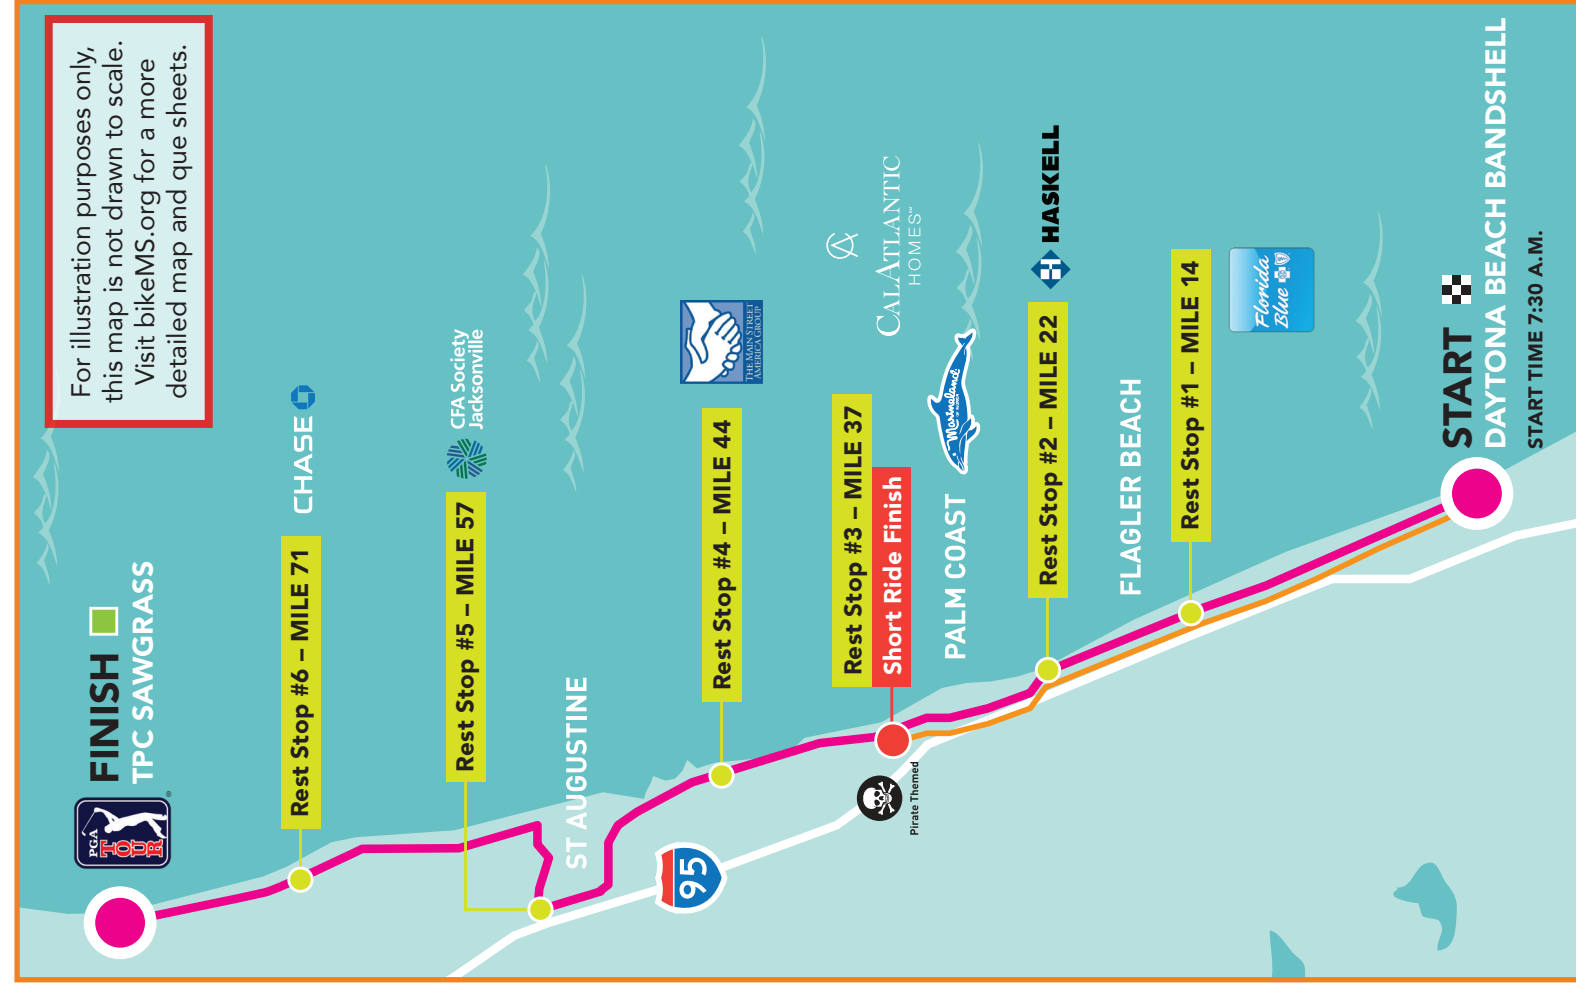 For illustration purposes only,
this map is not drawn to scale.
Visit bikeMS.org for a more
detailed map and que sheets.
FINISH
TPC SAWGRASS
PGA
TOUR
®
Rest Stop #6 – MILE 71
CHASE
Rest Stop #5 – MILE 57
CFA Society
Jacksonville
ST AUGUSTINE
95
Rest Stop #4 – MILE 44
THE MAIN STREET
AMERICA GROUP
Rest Stop #3 – MILE 37
Short Ride Finish
Pirate Themed
CALATLANTIC
HOMES℠
PALM COAST
Marineland
Rest Stop #2 – MILE 22
HASKELL
FLAGLER BEACH
Rest Stop #1 – MILE 14
Florida
Blue
START
DAYTONA BEACH BANDSHELL
START TIME 7:30 A.M.